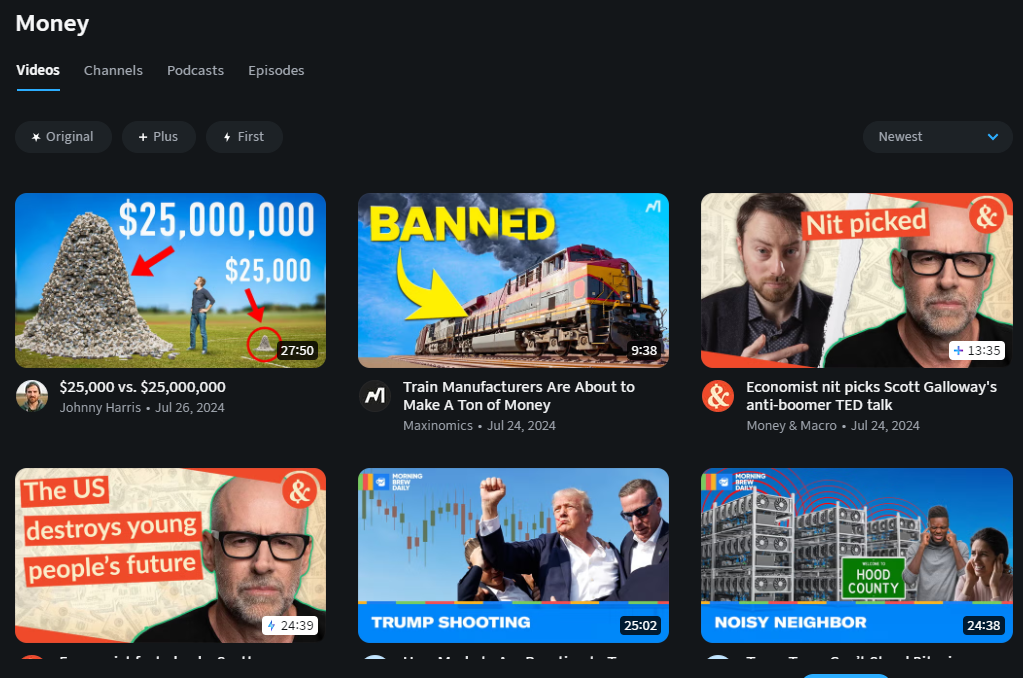 Money
Videos
Channels
Podcasts
Episodes
Original
Plus
First
Newest
$25,000,000
$25,000
27:50
BANNED
9:38
Nit picked
&
13:35
$25,000 vs. $25,000,000
Johnny Harris • Jul 26, 2024
Train Manufacturers Are About to
Make A Ton of Money
Maxinomics • Jul 24, 2024
&
Economist nit picks Scott Galloway's
anti-boomer TED talk
Money & Macro • Jul 24, 2024
The US
destroys young
people's future
&
24:39
MORNING
BREW
DAILY
TRUMP SHOOTING
25:02
MORNING
BREW
DAILY
WELCOME TO
HOOD
COUNTY
NOISY NEIGHBOR
24:38